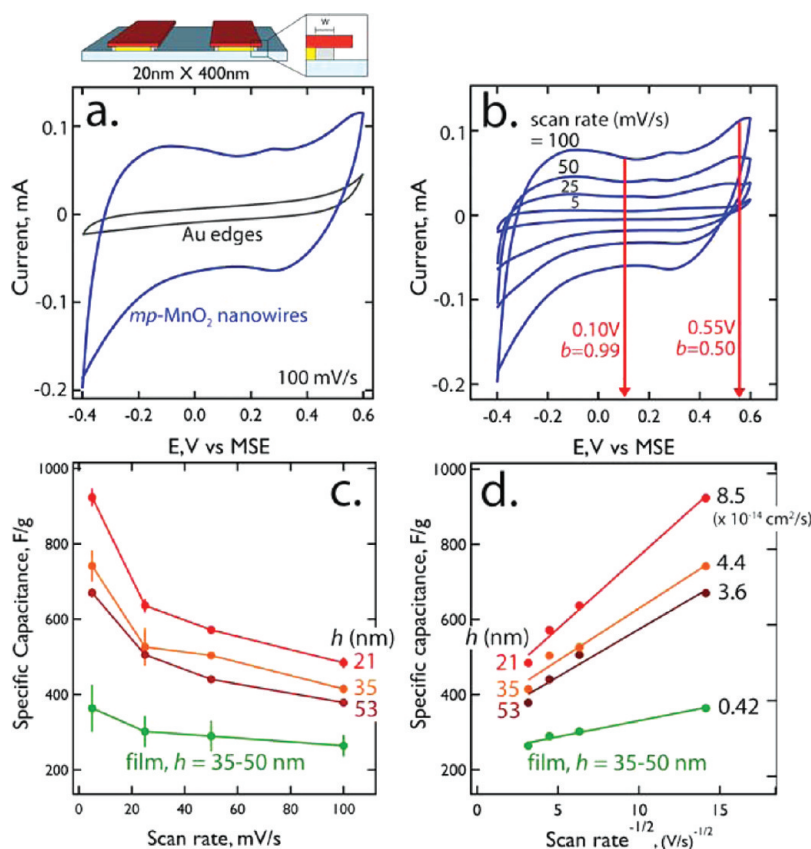 w
20nm X 400nm
a.
0.1
0
-0.1
-0.2
Current, mA
Au edges
mp-MnO₂ nanowires
100 mV/s
-0.4 -0.2 0.0 0.2 0.4 0.6
E,V vs MSE
b.
scan rate (mV/s)
= 100
50
25
5
0.1
0
-0.1
-0.2
Current, mA
0.10V
b=0.99
0.55V
b=0.50
-0.4 -0.2 0.0 0.2 0.4 0.6
E,V vs MSE
c.
1000
800
600
400
200
Specific Capacitance, F/g
h (nm)
21
35
53
film, h = 35-50 nm
0 20 40 60 80 100
Scan rate, mV/s
d.
1000
800
600
400
200
Specific capacitance, F/g
8.5
(x 10⁻¹⁴ cm²/s)
4.4
3.6
0.42
h (nm)
21
35
53
film, h = 35-50 nm
0 5 10 15
Scan rate⁻¹/², (V/s)⁻¹/²